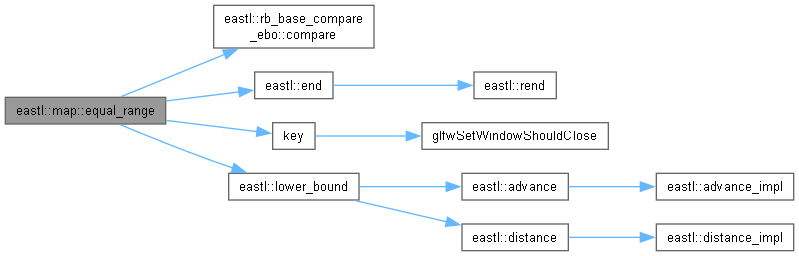 eastl::rb_base_compare
_ebo::compare
eastl::end
eastl::rend
eastl::map::equal_range
key
glfwSetWindowShouldClose
eastl::lower_bound
eastl::advance
eastl::advance_impl
eastl::distance
eastl::distance_impl